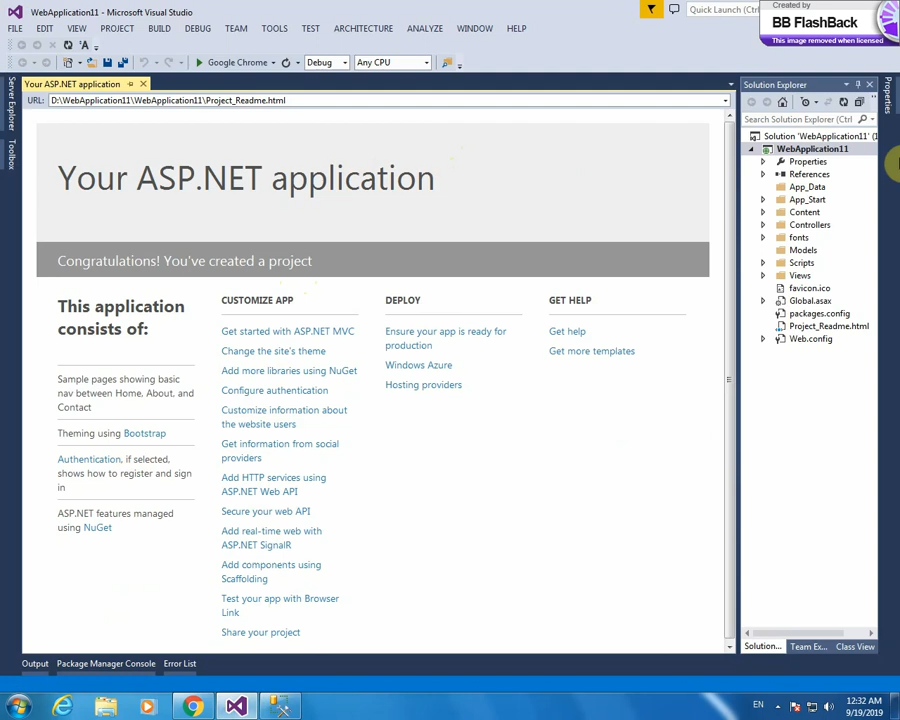 WebApplication11 - Microsoft Visual Studio
Quick Launch (Ctrl
Created by
BB FlashBack
This image removed when licensed
FILE EDIT VIEW PROJECT BUILD DEBUG TEAM TOOLS TEST ARCHITECTURE ANALYZE WINDOW HELP
Google Chrome Debug Any CPU
Server Explorer
Toolbox
Your ASP.NET application
URL: D:\WebApplication11\WebApplication11\Project_Readme.html
Your ASP.NET application
Congratulations! You've created a project
This application
consists of:
Sample pages showing basic
nav between Home, About, and
Contact
Theming using Bootstrap
Authentication, if selected,
shows how to register and sign
in
ASP.NET features managed
using NuGet
CUSTOMIZE APP
Get started with ASP.NET MVC
Change the site's theme
Add more libraries using NuGet
Configure authentication
Customize information about
the website users
Get information from social
providers
Add HTTP services using
ASP.NET Web API
Secure your web API
Add real-time web with
ASP.NET SignalR
Add components using
Scaffolding
Test your app with Browser
Link
Share your project
DEPLOY
Ensure your app is ready for
production
Windows Azure
Hosting providers
GET HELP
Get help
Get more templates
Solution Explorer
Search Solution Explorer (Ctrl
Solution 'WebApplication11' (1
WebApplication11
Properties
References
App_Data
App_Start
Content
Controllers
fonts
Models
Scripts
Views
favicon.ico
Global.asax
packages.config
Project_Readme.html
Web.config
Solution... Team Ex... Class View
Properties
Output Package Manager Console Error List
EN
12:32 AM
9/19/2019